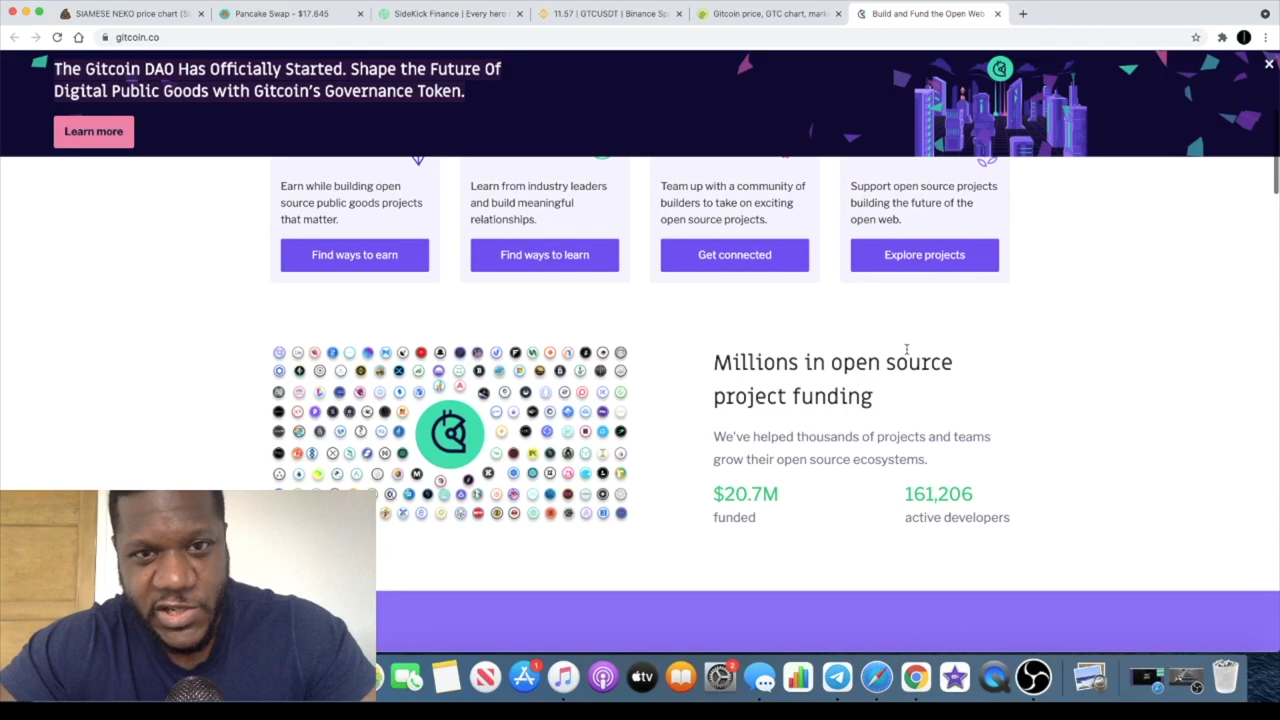 SIAMESE NEKO price chart (S
Pancake Swap - $17.645
SideKick Finance | Every hero
11.57 | GTCUSDT | Binance Sp
Gitcoin price, GTC chart, mark
Build and Fund the Open Web
gitcoin.co
The Gitcoin DAO Has Officially Started. Shape the Future Of
Digital Public Goods with Gitcoin's Governance Token.
Learn more
Earn while building open
source public goods projects
that matter.
Find ways to earn
Learn from industry leaders
and build meaningful
relationships.
Find ways to learn
Team up with a community of
builders to take on exciting
open source projects.
Get connected
Support open source projects
building the future of the
open web.
Explore projects
Millions in open source
project funding
We've helped thousands of projects and teams
grow their open source ecosystems.
$20.7M
funded
161,206
active developers
tv
1
2